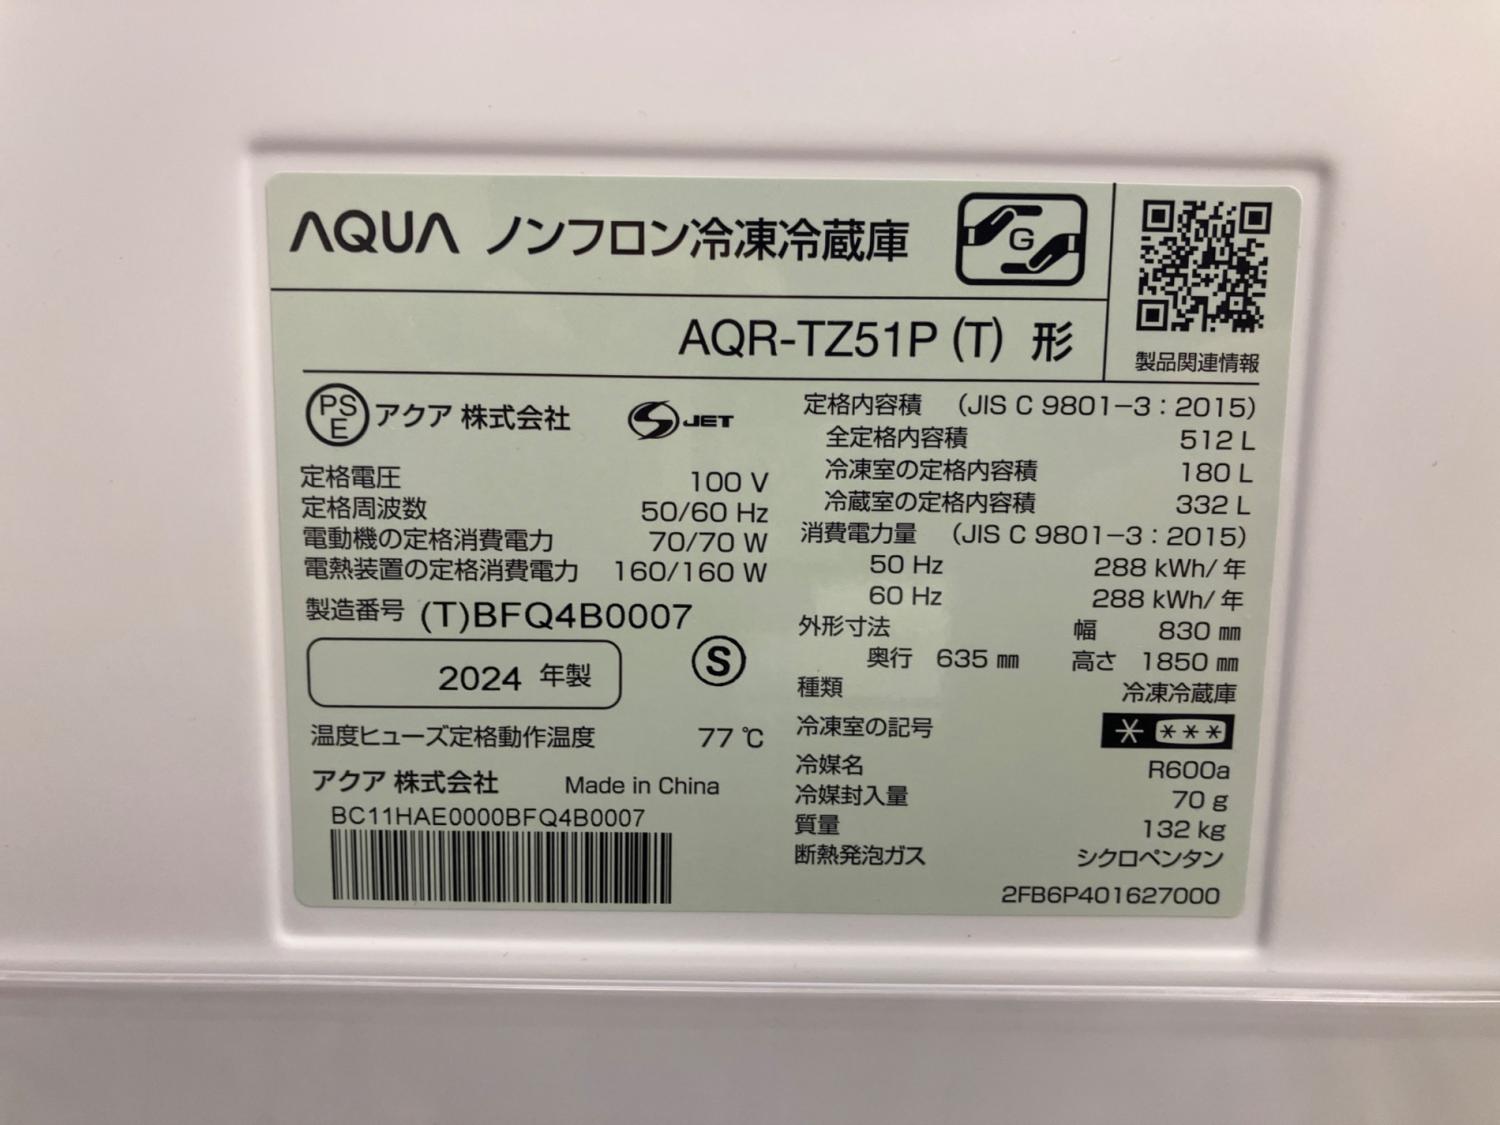 AQUA ノンフロン冷凍冷蔵庫
G
AQR-TZ51P (T) 形
製品関連情報
PSE アクア 株式会社 S JET
定格電圧 100 V
定格周波数 50/60 Hz
電動機の定格消費電力 70/70 W
電熱装置の定格消費電力 160/160 W
製造番号 (T)BFQ4B0007
2024 年製 S
温度ヒューズ定格動作温度 77 ℃
アクア 株式会社 Made in China
BC11HAE0000BFQ4B0007
定格内容積 (JIS C 9801-3 : 2015)
全定格内容積 512 L
冷凍室の定格内容積 180 L
冷蔵室の定格内容積 332 L
消費電力量 (JIS C 9801-3 : 2015)
50 Hz 288 kWh/年
60 Hz 288 kWh/年
外形寸法 幅 830 ㎜
奥行 635 ㎜ 高さ 1850 ㎜
種類 冷凍冷蔵庫
冷凍室の記号 * ***
冷媒名 R600a
冷媒封入量 70 g
質量 132 kg
断熱発泡ガス シクロペンタン
2FB6P401627000